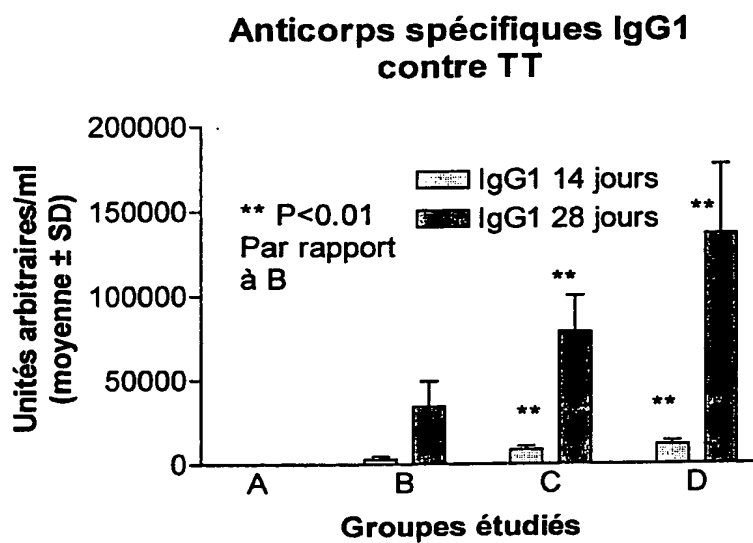 Anticorps spécifiques IgG1
contre TT
Unités arbitraires/ml
(moyenne ± SD)
200000
150000
100000
50000
0
** P<0.01
Par rapport
à B
IgG1 14 jours
IgG1 28 jours
**
**
**
**
A B C D
Groupes étudiés